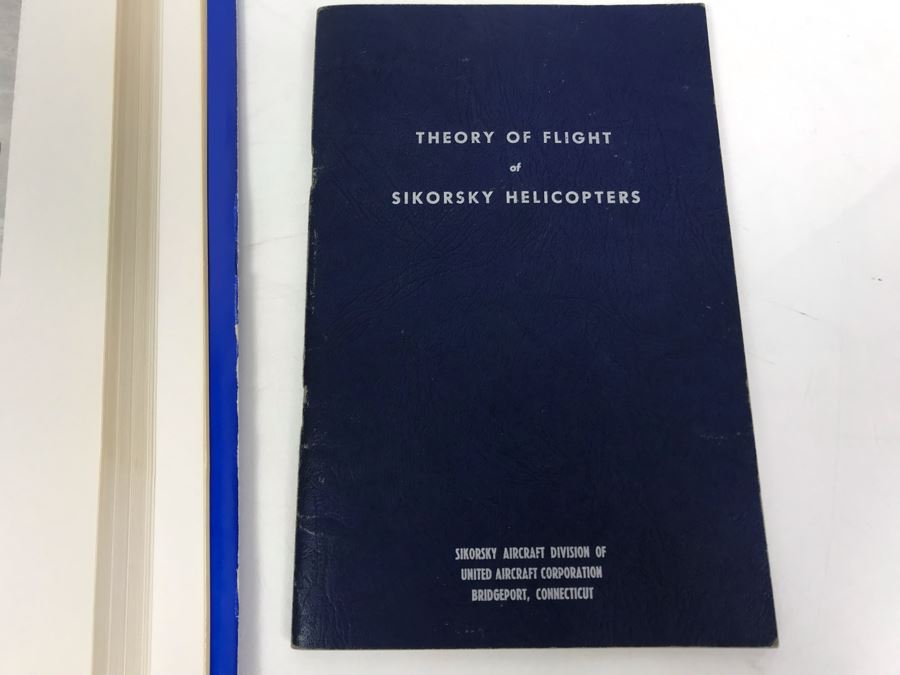 THEORY OF FLIGHT
of
SIKORSKY HELICOPTERS
SIKORSKY AIRCRAFT DIVISION OF
UNITED AIRCRAFT CORPORATION
BRIDGEPORT, CONNECTICUT